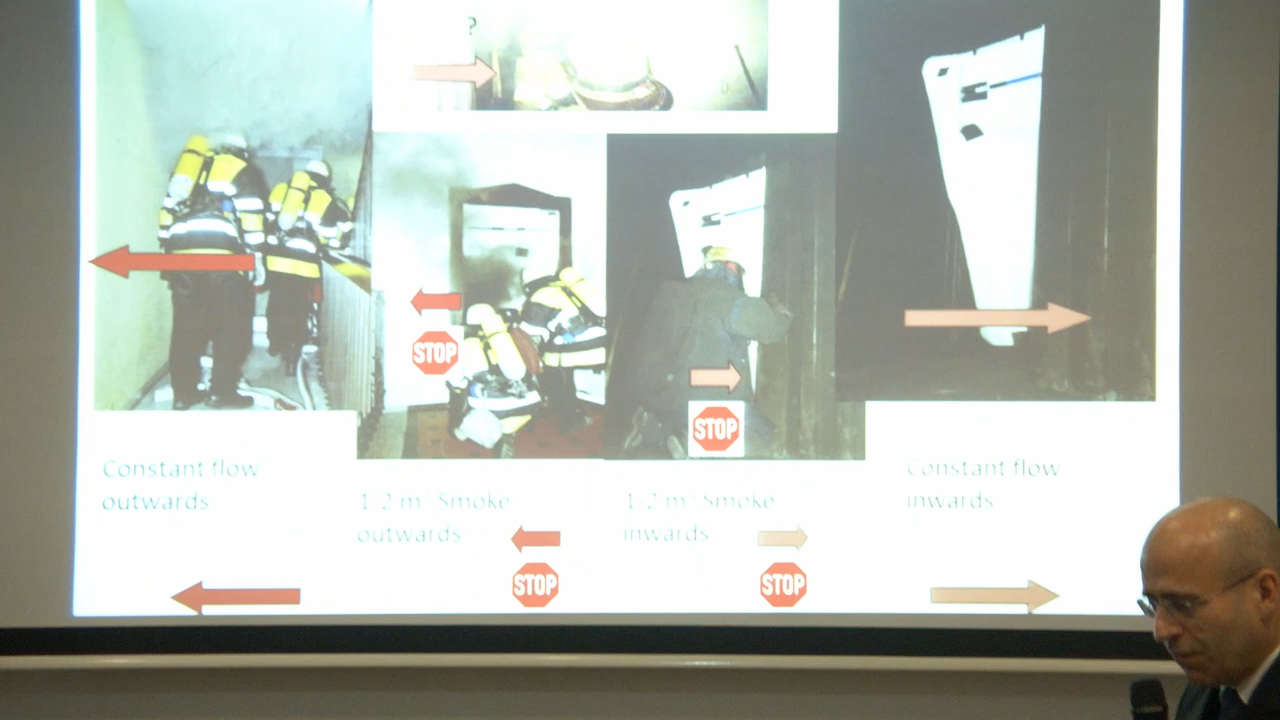 ?
STOP
STOP
Constant flow
outwards
1-2 m³ Smoke
outwards
1-2 m³ Smoke
inwards
Constant flow
inwards
STOP
STOP